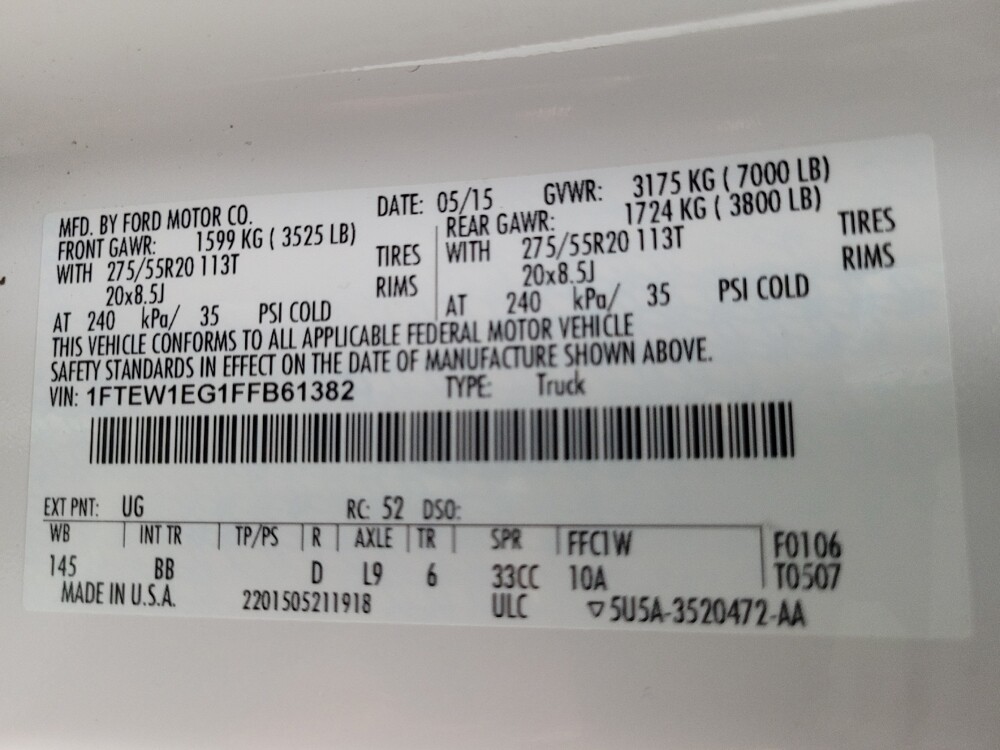 MFD. BY FORD MOTOR CO. DATE: 05/15 GVWR: 3175 KG ( 7000 LB)
FRONT GAWR: 1599 KG ( 3525 LB) REAR GAWR: 1724 KG ( 3800 LB)
WITH 275/55R20 113T TIRES WITH 275/55R20 113T TIRES
20x8.5J RIMS 20x8.5J RIMS
AT 240 kPa/ 35 PSI COLD AT 240 kPa/ 35 PSI COLD
THIS VEHICLE CONFORMS TO ALL APPLICABLE FEDERAL MOTOR VEHICLE
SAFETY STANDARDS IN EFFECT ON THE DATE OF MANUFACTURE SHOWN ABOVE.
VIN: 1FTEW1EG1FFB61382 TYPE: Truck
EXT PNT: UG RC: 52 DSO:
WB INT TR TP/PS R AXLE TR SPR FFC1W F0106
145 BB D L9 6 33CC 10A T0507
MADE IN U.S.A. 2201505211918 ULC ▽5U5A-3520472-AA